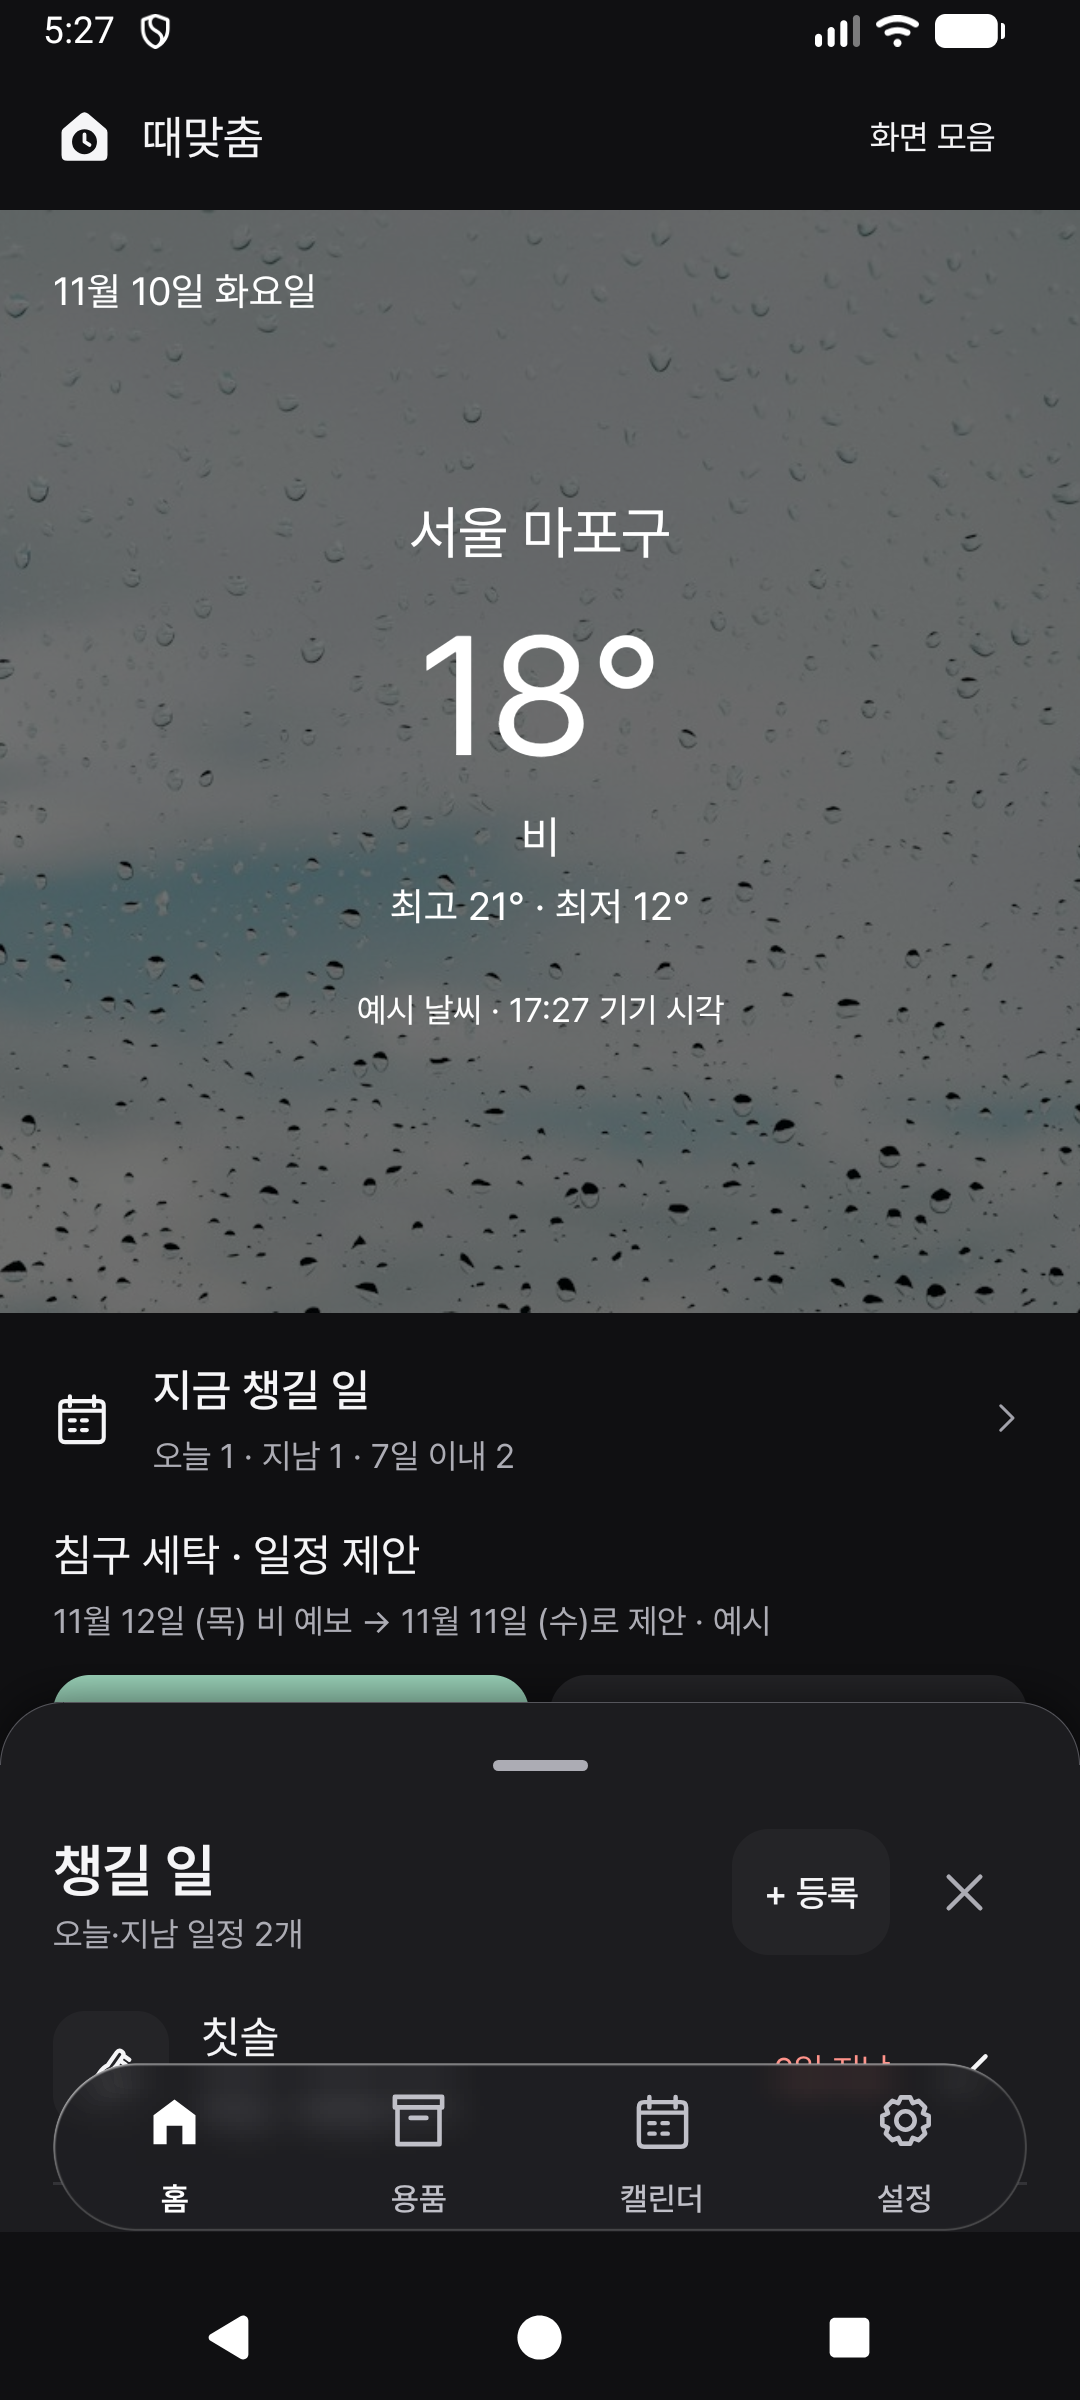 5:27
때맞춤
화면 모음
11월 10일 화요일
서울 마포구
18°
비
최고 21° · 최저 12°
예시 날씨 · 17:27 기기 시각
지금 챙길 일
오늘 1 · 지남 1 · 7일 이내 2
침구 세탁 · 일정 제안
11월 12일 (목) 비 예보 → 11월 11일 (수)로 제안 · 예시
챙길 일
오늘·지남 일정 2개
+ 등록
칫솔
홈
용품
캘린더
설정